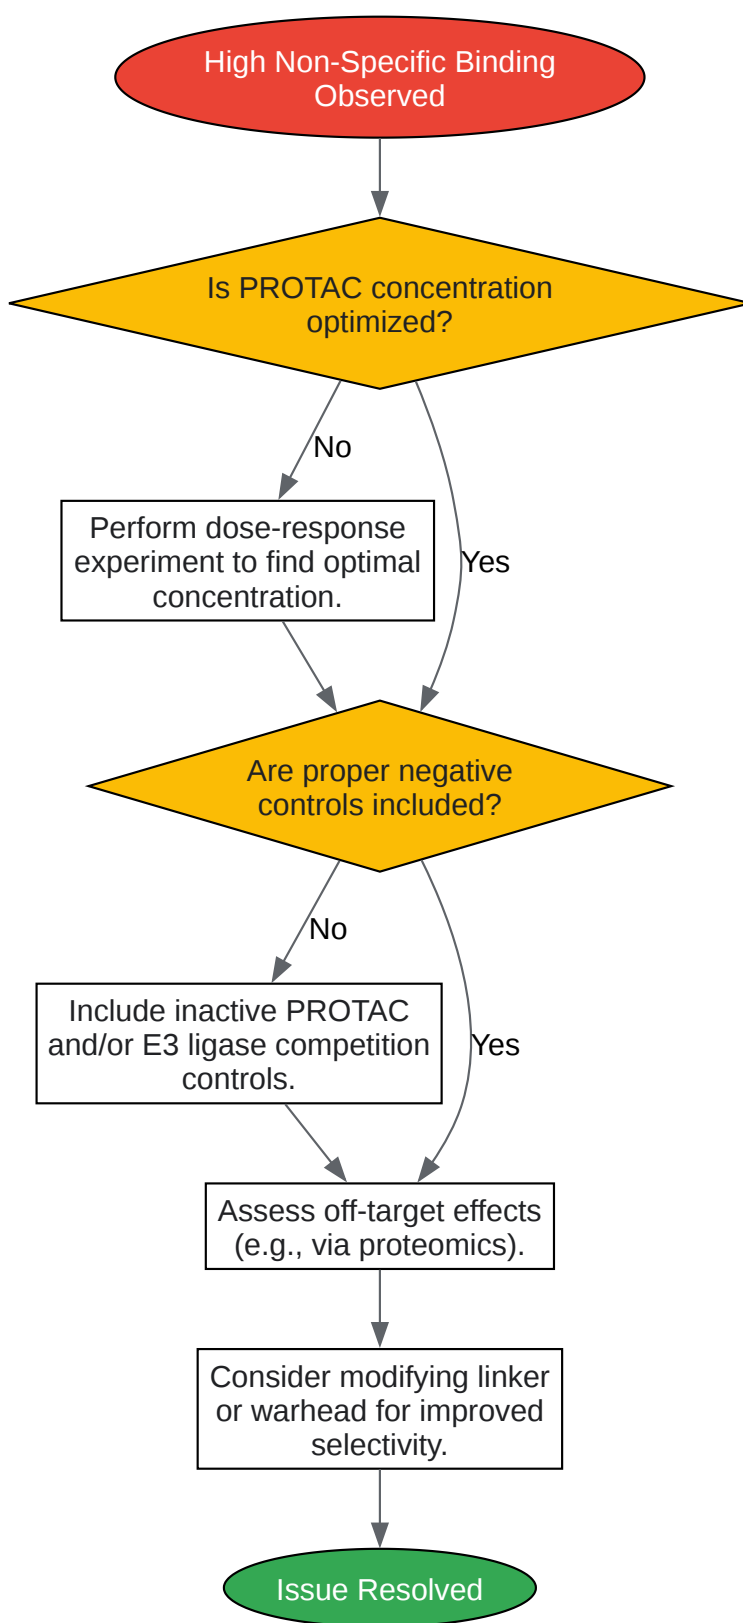 High Non-Specific Binding
Observed
Is PROTAC concentration
optimized?
No
Perform dose-response
experiment to find optimal
concentration.
Yes
Are proper negative
controls included?
No
Include inactive PROTAC
and/or E3 ligase competition
controls.
Yes
Assess off-target effects
(e.g., via proteomics).
Consider modifying linker
or warhead for improved
selectivity.
Issue Resolved